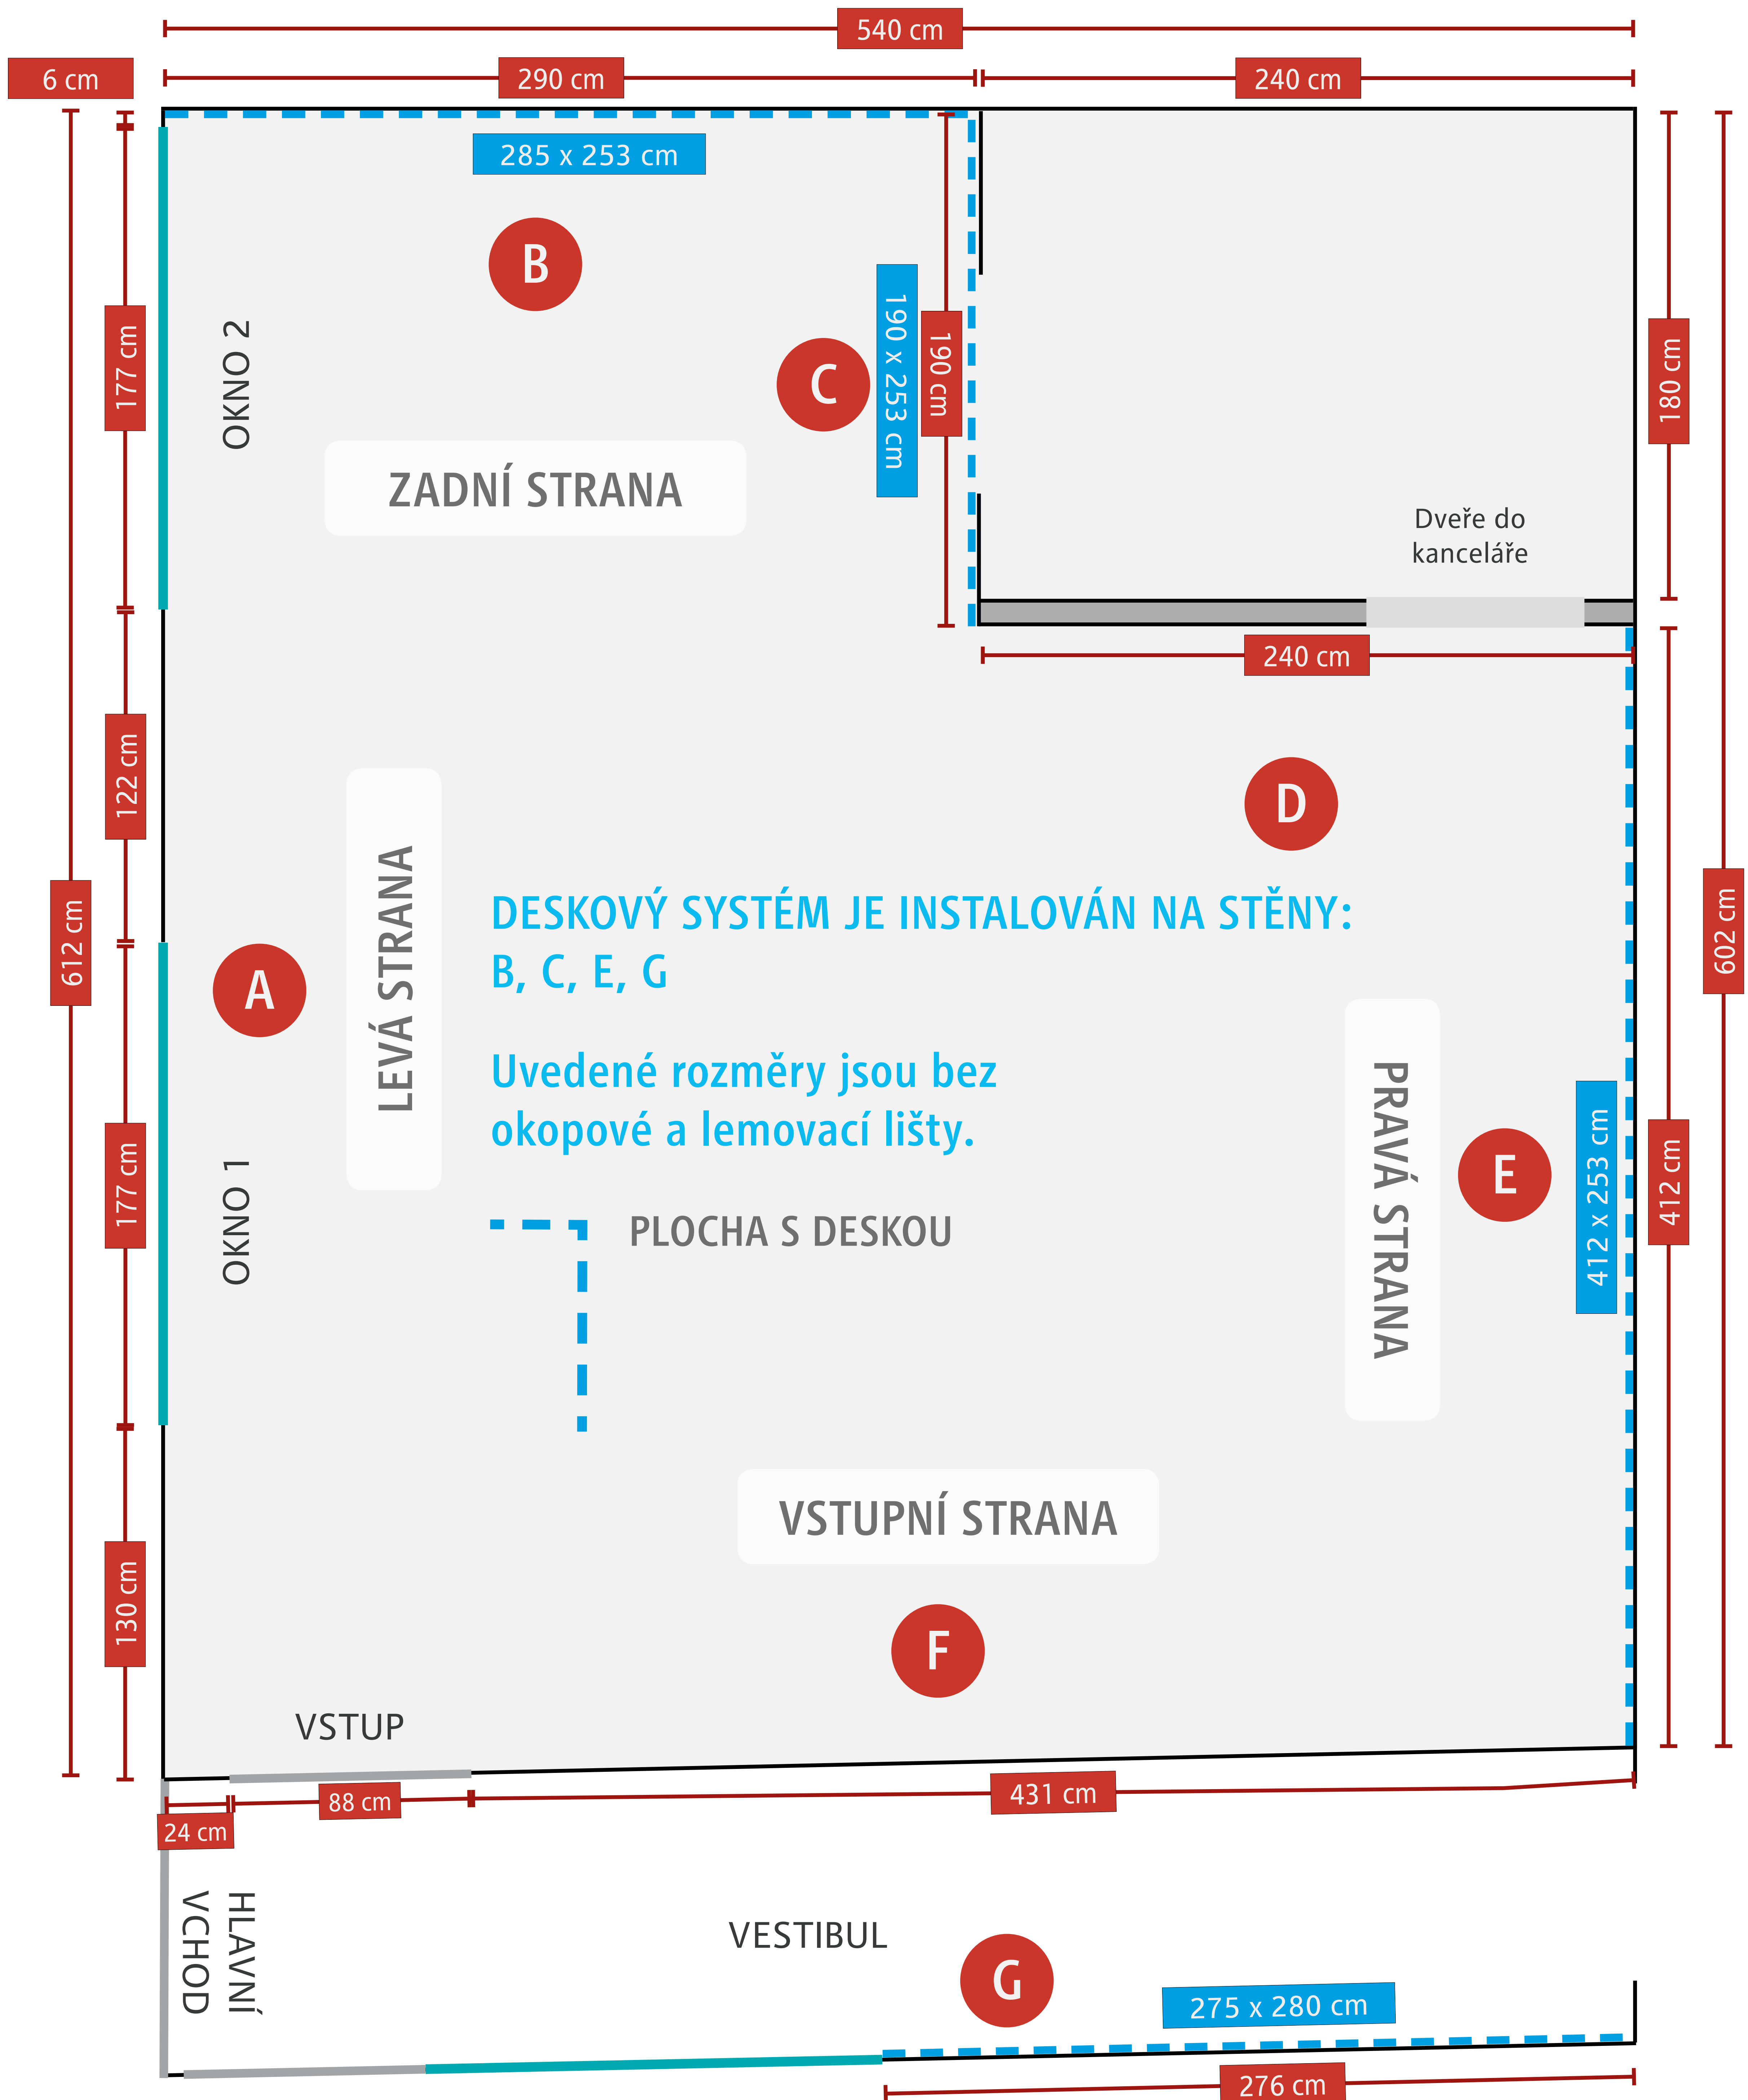 540 cm
6 cm
290 cm
240 cm
285 x 253 cm
B
OKNO 2
177 cm
C
190 x 253 cm
190 cm
180 cm
ZADNÍ STRANA
Dveře do
kanceláře
240 cm
122 cm
D
612 cm
A
LEVÁ STRANA
DESKOVÝ SYSTÉM JE INSTALOVÁN NA STĚNY:
B, C, E, G
602 cm
Uvedené rozměry jsou bez
okopové a lemovací lišty.
177 cm
OKNO 1
PLOCHA S DESKOU
PRAVÁ STRANA
E
412 x 253 cm
412 cm
VSTUPNÍ STRANA
130 cm
F
VSTUP
24 cm
88 cm
431 cm
HLAVNÍ
VCHOD
VESTIBUL
G
275 x 280 cm
276 cm